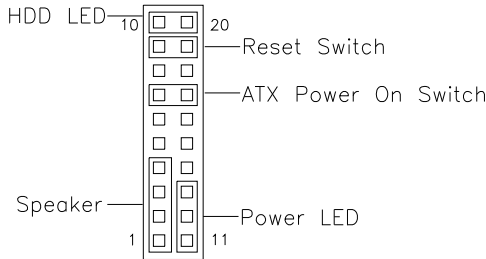 HDD LED
10 20
Reset Switch
ATX Power On Switch
Speaker
Power LED
1 11